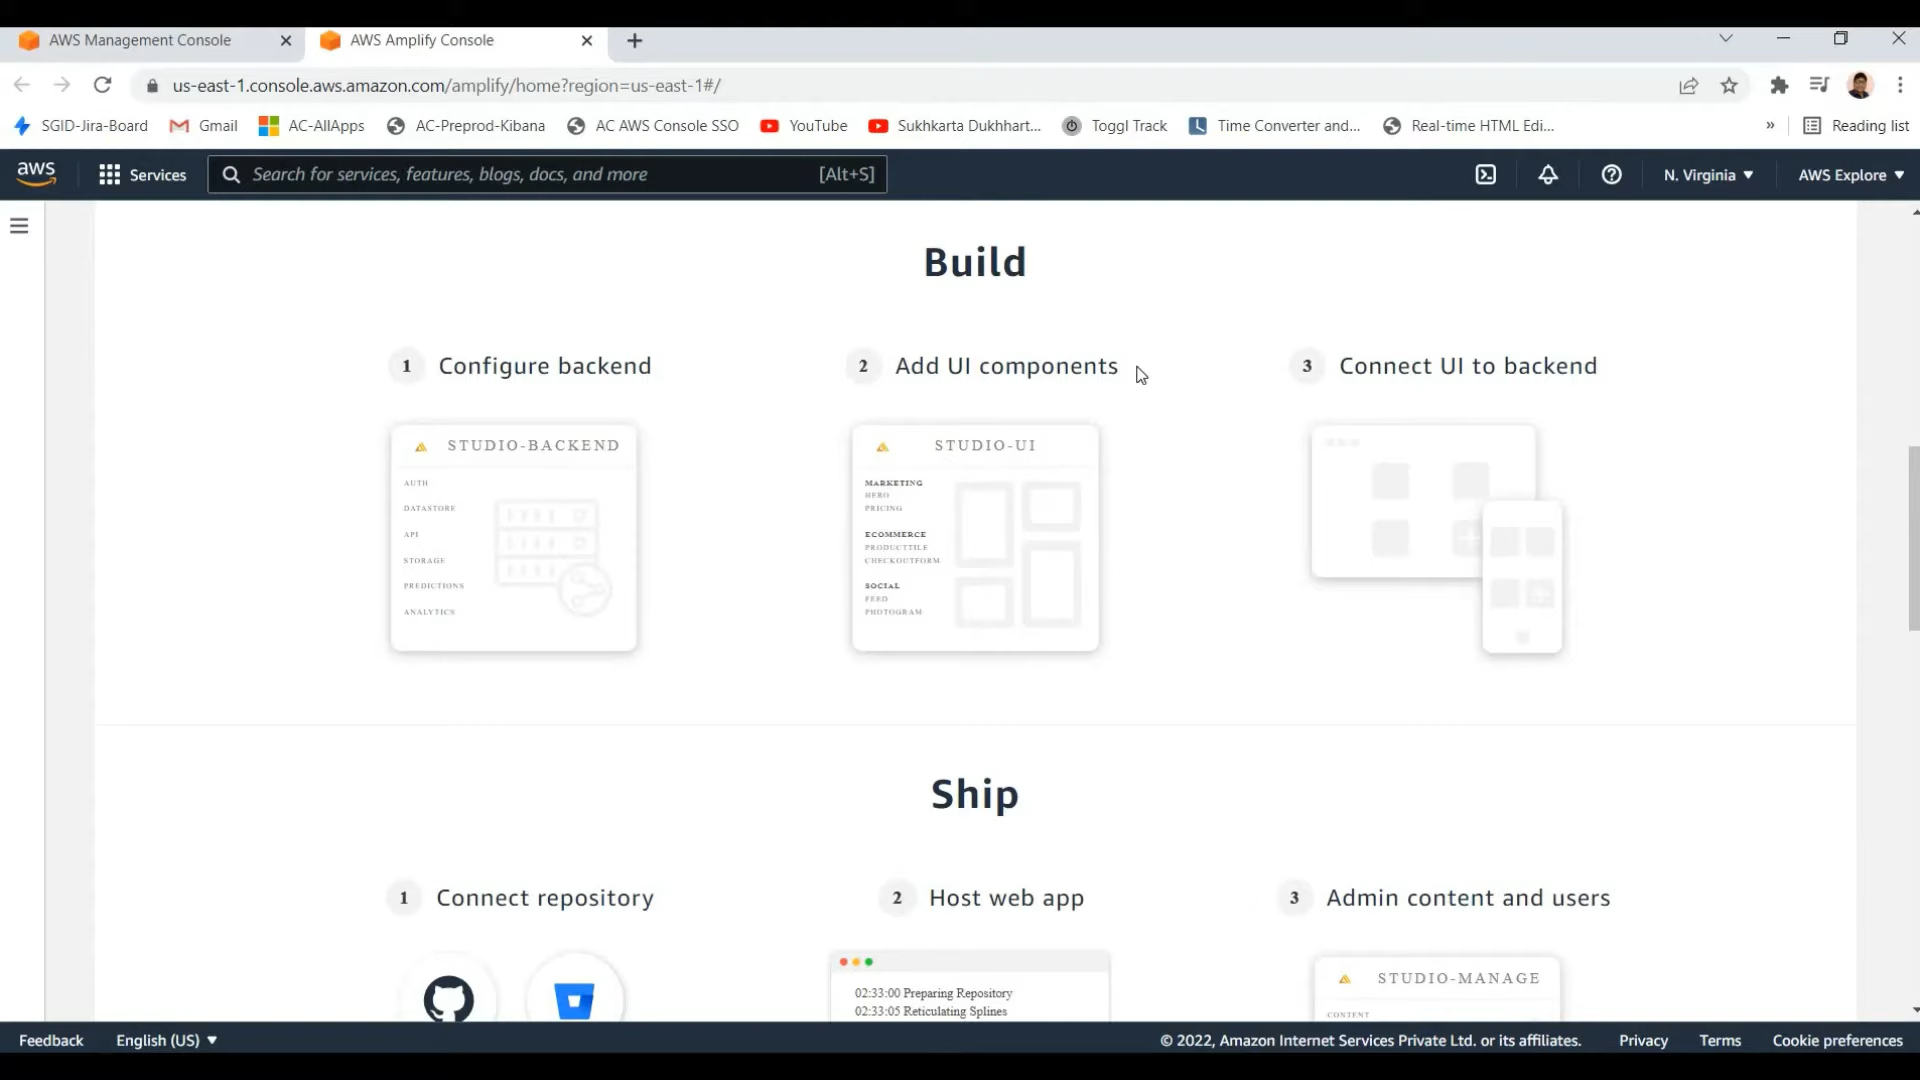 AWS Management Console
AWS Amplify Console
us-east-1.console.aws.amazon.com/amplify/home?region=us-east-1#/
SGID-Jira-Board
Gmail
AC-AllApps
AC-Preprod-Kibana
AC AWS Console SSO
YouTube
Sukhkarta Dukhhart...
Toggl Track
Time Converter and...
Real-time HTML Edi...
»
Reading list
aws
Services
Search for services, features, blogs, docs, and more
[Alt+S]
N. Virginia
AWS Explore
Build
1 Configure backend
2 Add UI components
3 Connect UI to backend
STUDIO-BACKEND
AUTH
DATASTORE
API
STORAGE
PREDICTIONS
ANALYTICS
STUDIO-UI
MARKETING
HERO
PRICING
ECOMMERCE
PRODUCTTILE
CHECKOUTFORM
SOCIAL
FEED
PHOTOGRAM
Ship
1 Connect repository
2 Host web app
3 Admin content and users
02:33:00 Preparing Repository
02:33:05 Reticulating Splines
STUDIO-MANAGE
CONTENT
Feedback
English (US)
© 2022, Amazon Internet Services Private Ltd. or its affiliates.
Privacy
Terms
Cookie preferences